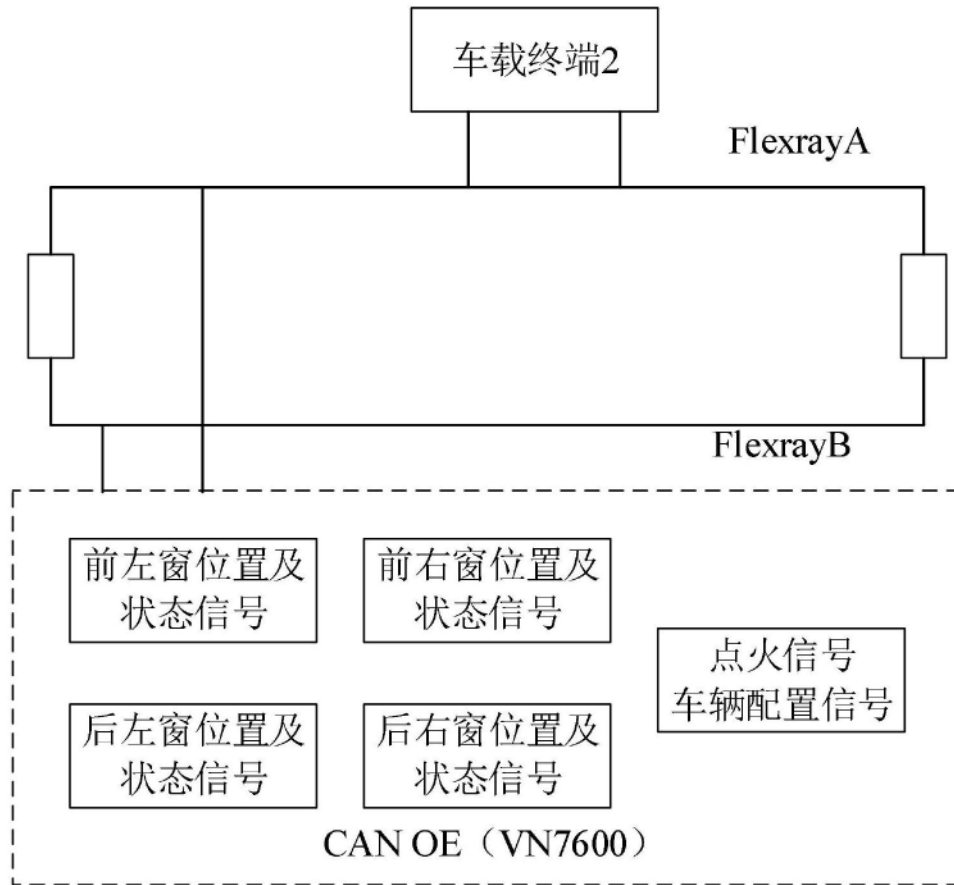 车载终端2
FlexrayA
FlexrayB
前左窗位置及
状态信号
前右窗位置及
状态信号
点火信号
车辆配置信号
后左窗位置及
状态信号
后右窗位置及
状态信号
CAN OE（VN7600）